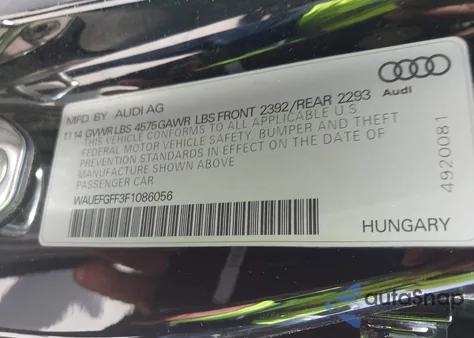 MFD. BY AUDI AG
11.14 GVWR LBS 4575 GAWR LBS FRONT 2392/REAR 2293
THIS VEHICLE CONFORMS TO ALL APPLICABLE U.S.
FEDERAL MOTOR VEHICLE SAFETY, BUMPER AND THEFT
PREVENTION STANDARDS IN EFFECT ON THE DATE OF
MANUFACTURE SHOWN ABOVE
PASSENGER CAR
WAUEFGFF3F1086056
HUNGARY
Audi
4920081
autoSnap